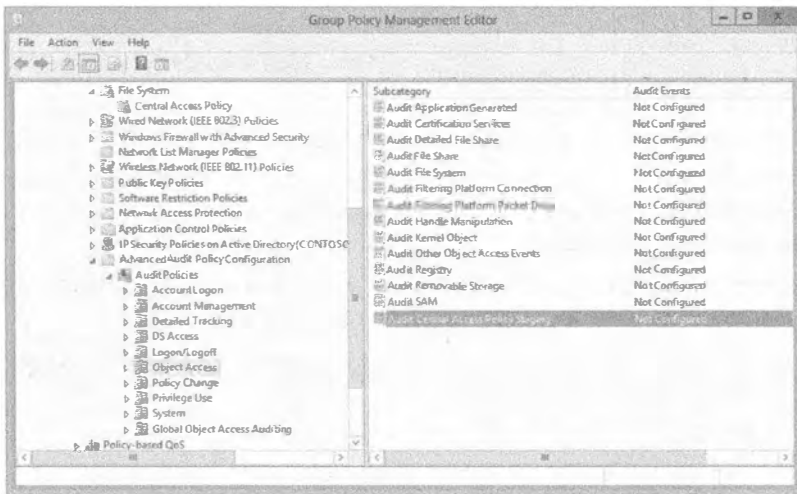 Group Policy Management Editor
File Action View Help
File System
Central Access Policy
Wired Network (IEEE 802.3) Policies
Windows Firewall with Advanced Security
Network List Manager Policies
Wireless Network (IEEE 802.11) Policies
Public Key Policies
Software Restriction Policies
Network Access Protection
Application Control Policies
IP Security Policies on Active Directory (CONTOSO
Advanced Audit Policy Configuration
Audit Policies
Account Logon
Account Management
Detailed Tracking
DS Access
Logon/Logoff
Object Access
Policy Change
Privilege Use
System
Global Object Access Auditing
Policy-based QoS
Subcategory Audit Events
Audit Application Generated Not Configured
Audit Certification Services Not Configured
Audit Detailed File Share Not Configured
Audit File Share Not Configured
Audit File System Not Configured
Audit Filtering Platform Connection Not Configured
Audit Filtering Platform Packet Drop Not Configured
Audit Handle Manipulation Not Configured
Audit Kernel Object Not Configured
Audit Other Object Access Events Not Configured
Audit Registry Not Configured
Audit Removable Storage Not Configured
Audit SAM Not Configured
Audit Central Access Policy Staging Not Configured